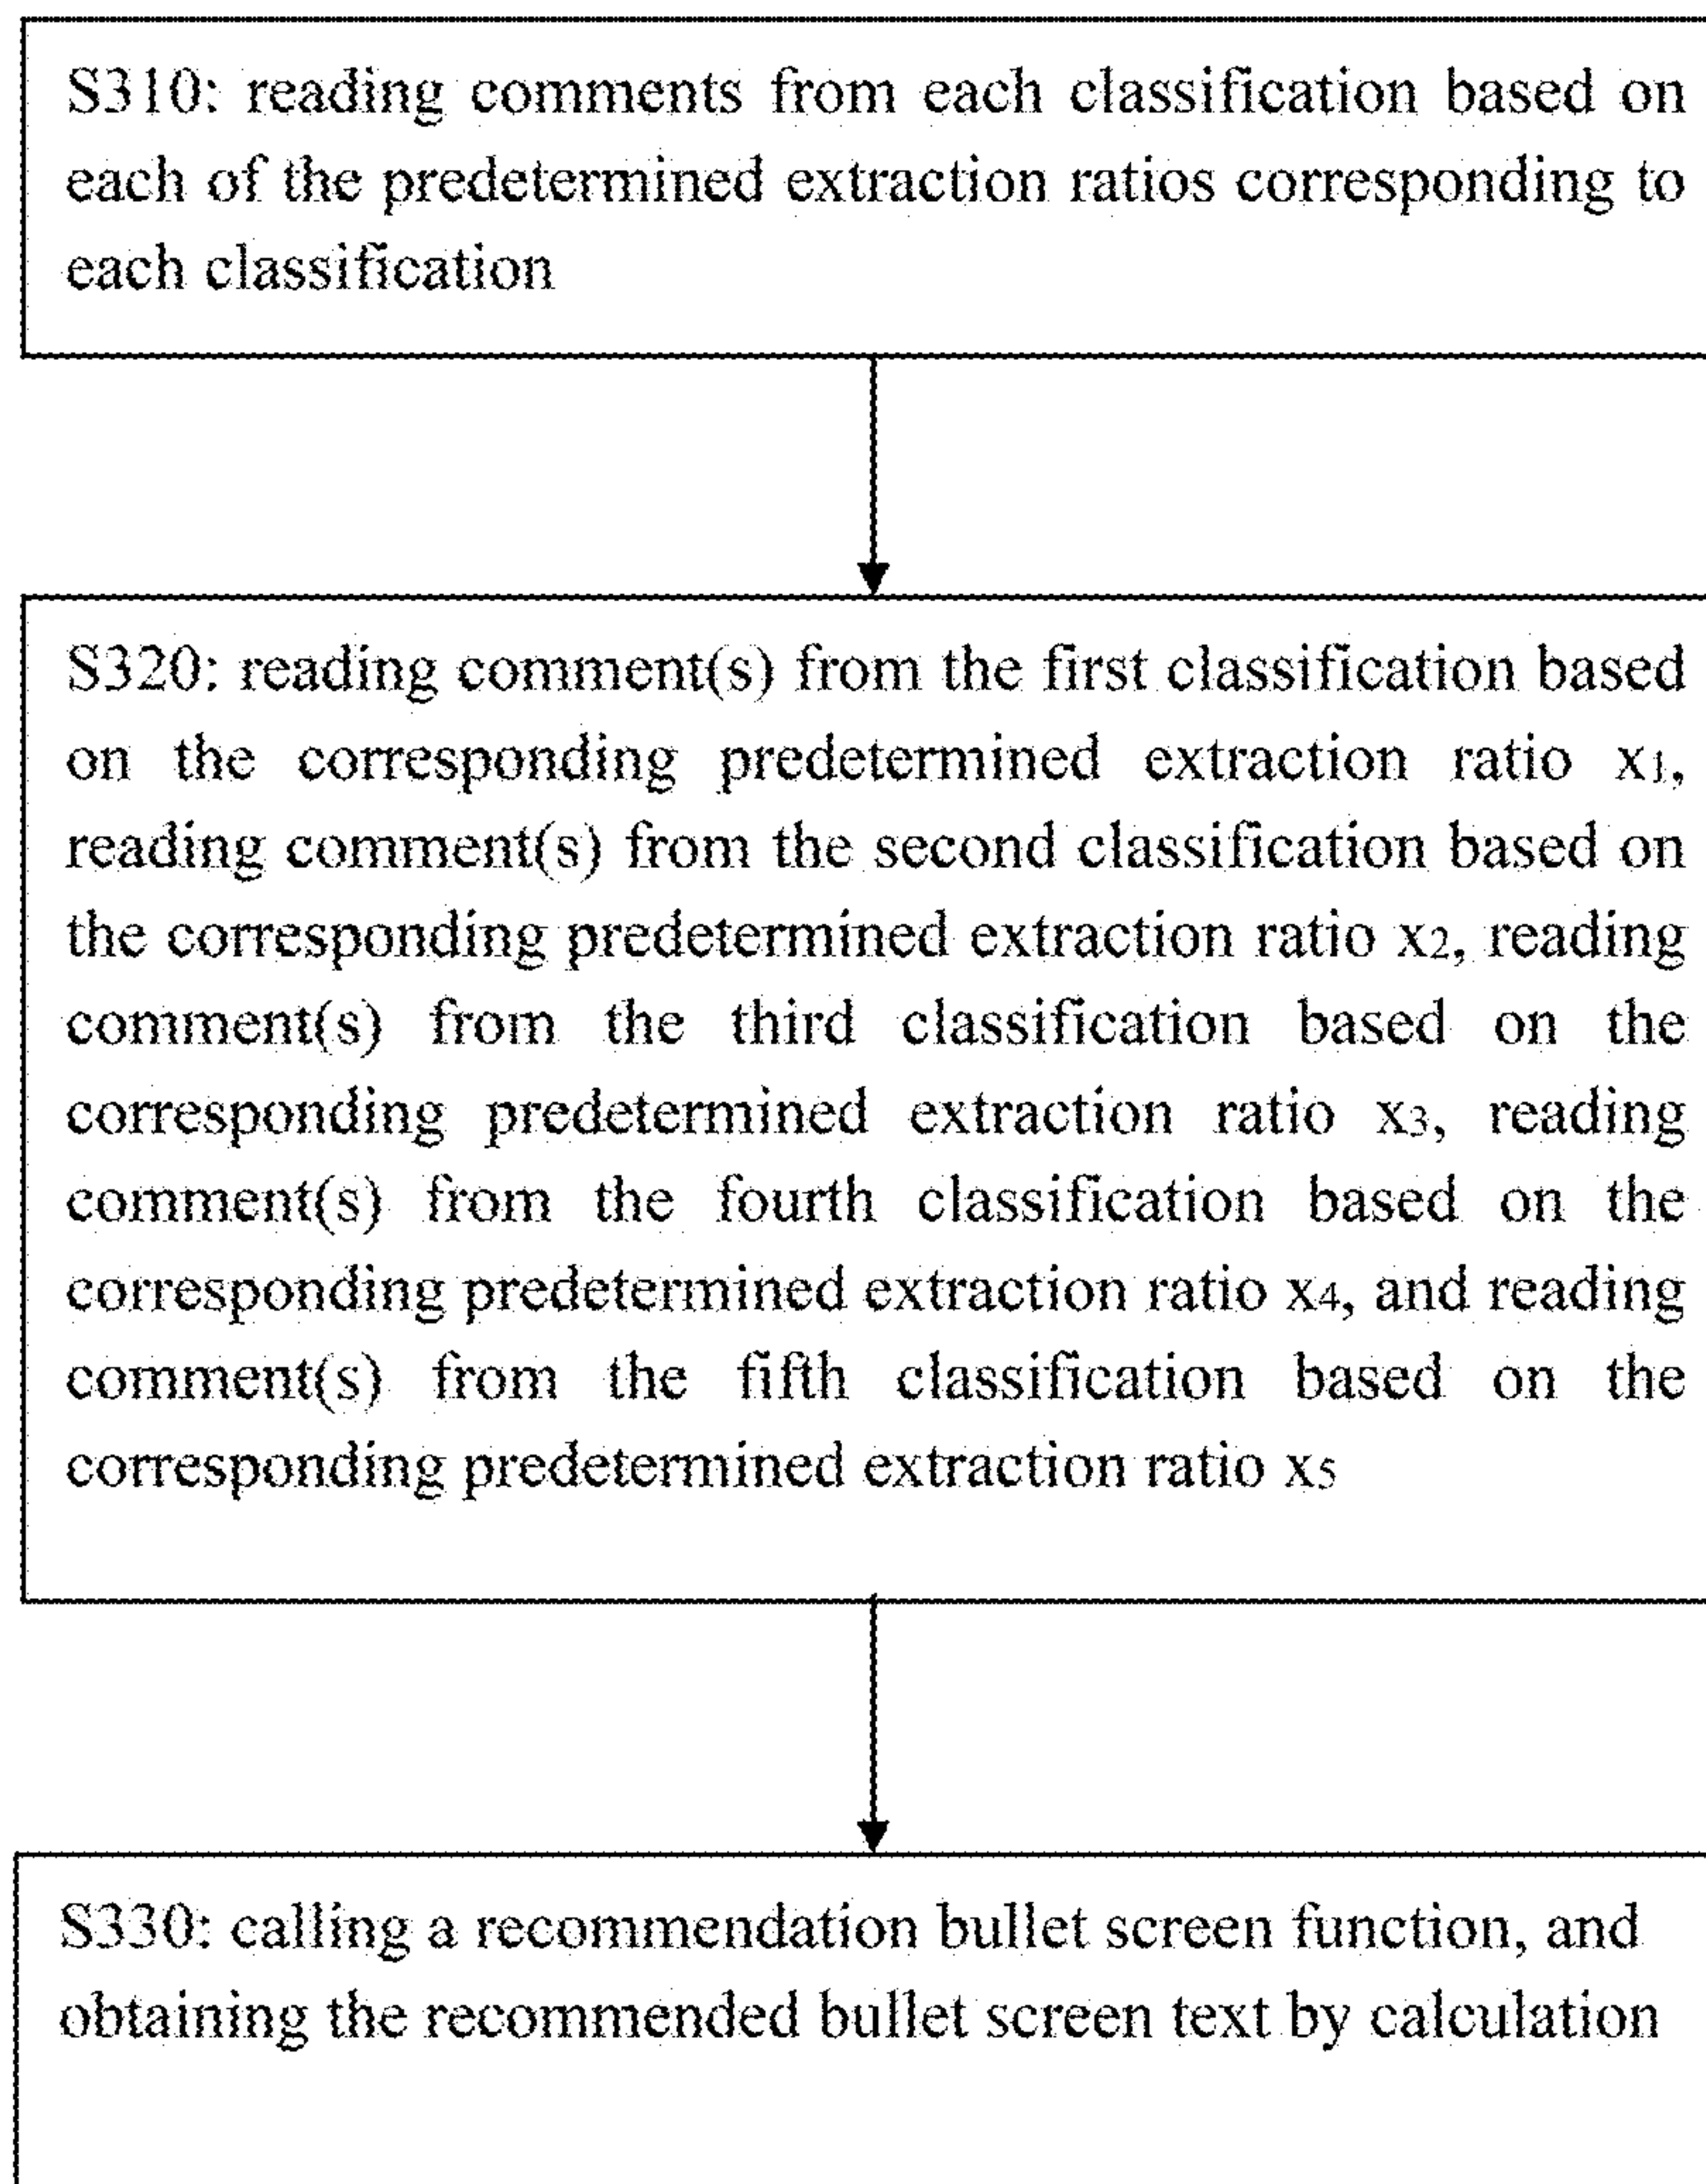 S310: reading comments from each classification based on
each of the predetermined extraction ratios corresponding to
each classification
S320: reading comment(s) from the first classification based
on the corresponding predetermined extraction ratio x1,
reading comment(s) from the second classification based on
the corresponding predetermined extraction ratio x2, reading
comment(s) from the third classification based on the
corresponding predetermined extraction ratio x3, reading
comment(s) from the fourth classification based on the
corresponding predetermined extraction ratio x4, and reading
comment(s) from the fifth classification based on the
corresponding predetermined extraction ratio x5
S330: calling a recommendation bullet screen function, and
obtaining the recommended bullet screen text by calculation